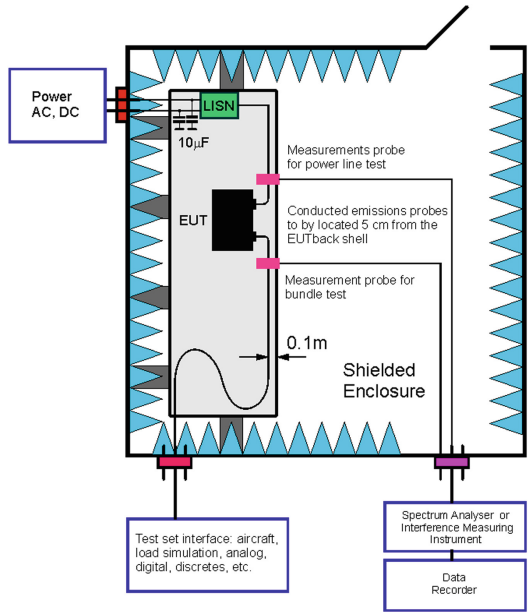 Power
AC, DC
LISN
10μF
Measurements probe
for power line test
EUT
Conducted emissions probes
to by located 5 cm from the
EUTback shell
Measurement probe for
bundle test
0.1m
Shielded
Enclosure
Test set interface: aircraft,
load simulation, analog,
digital, discretes, etc.
Spectrum Analyser or
Interference Measuring
Instrument
Data
Recorder